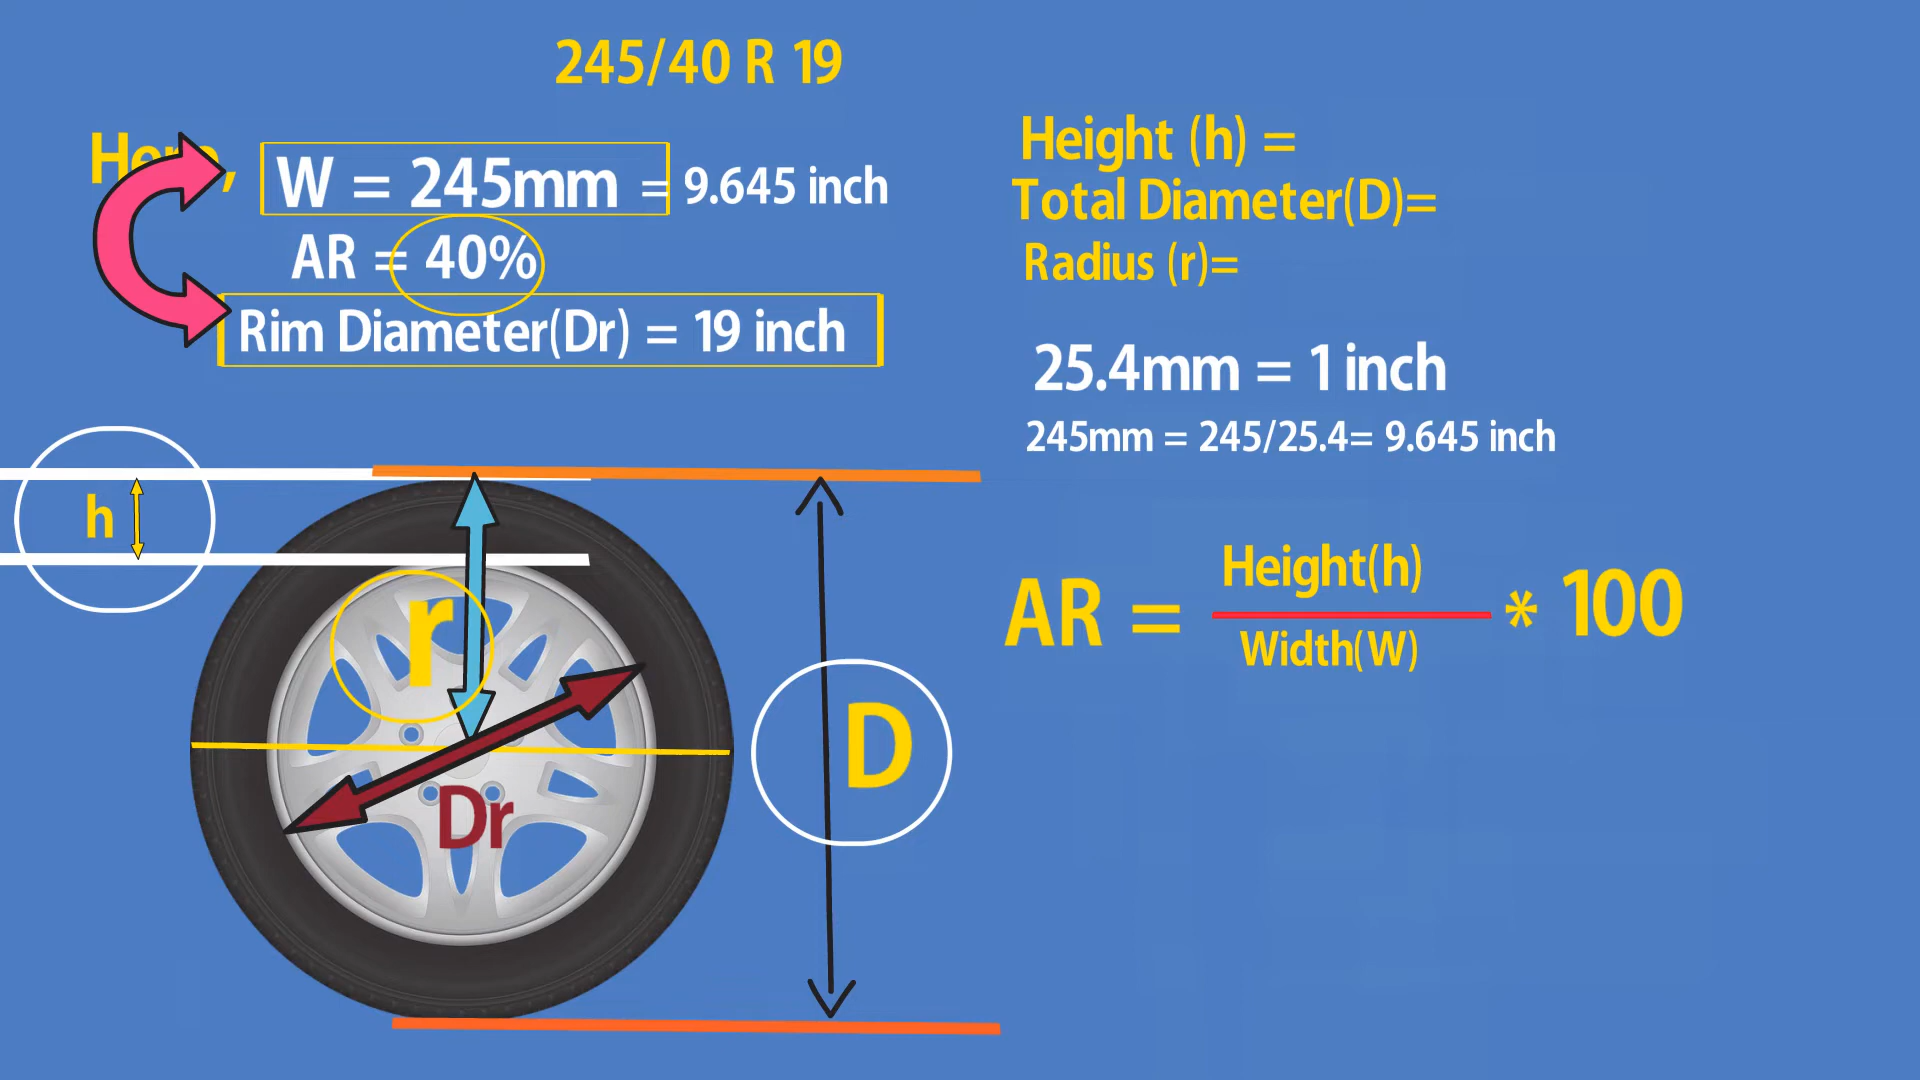 245/40 R 19
Here,
W = 245mm = 9.645 inch
AR = 40%
Rim Diameter(Dr) = 19 inch
Height (h) =
Total Diameter(D)=
Radius (r)=
25.4mm = 1 inch
245mm = 245/25.4= 9.645 inch
h
r
Dr
D
AR = Height(h) / Width(W) * 100